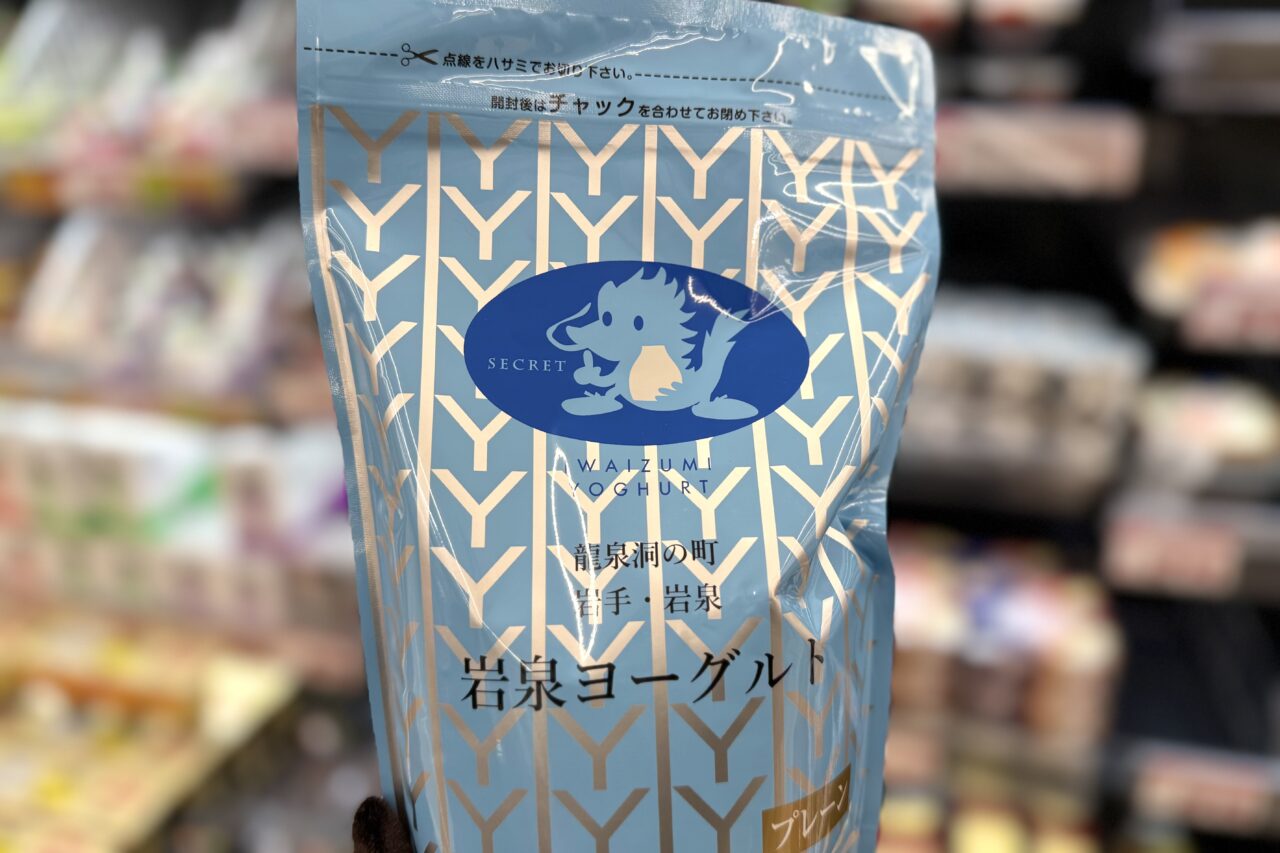 点線をハサミでお切り下さい。
開封後はチャックを合わせてお閉め下さい。
SECRET
IWAIZUMI
YOGHURT
龍泉洞の町
岩手・岩泉
岩泉ヨーグルト
プレーン